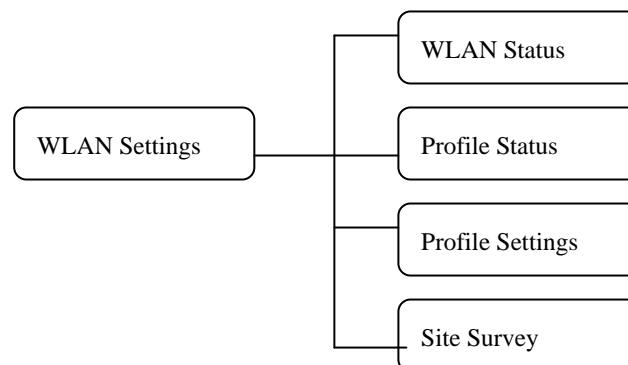 WLAN Status
WLAN Settings
Profile Status
Profile Settings
Site Survey